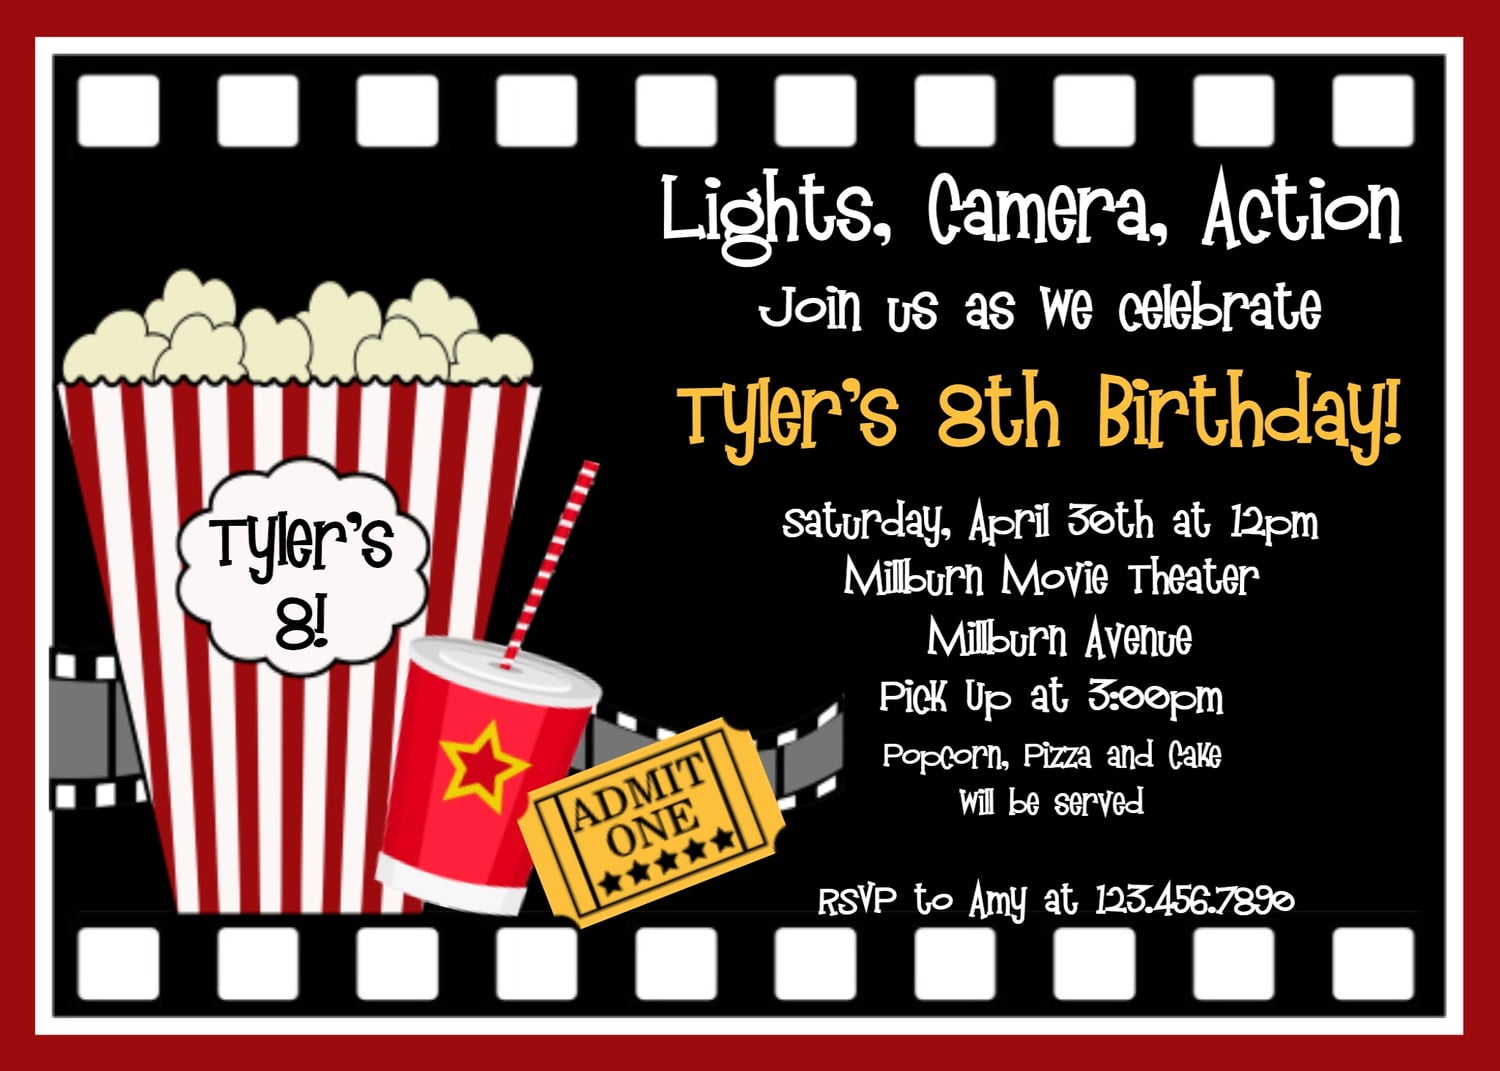 Lights, Camera, Action
Join us as we celebrate
Tyler's 8th Birthday!
Saturday, April 30th at 12pm
Millburn Movie Theater
Millburn Avenue
Pick Up at 3:00pm
Popcorn, Pizza and Cake
will be served
RSVP to Amy at 123.456.7890
Tyler's
8!
ADMIT
ONE